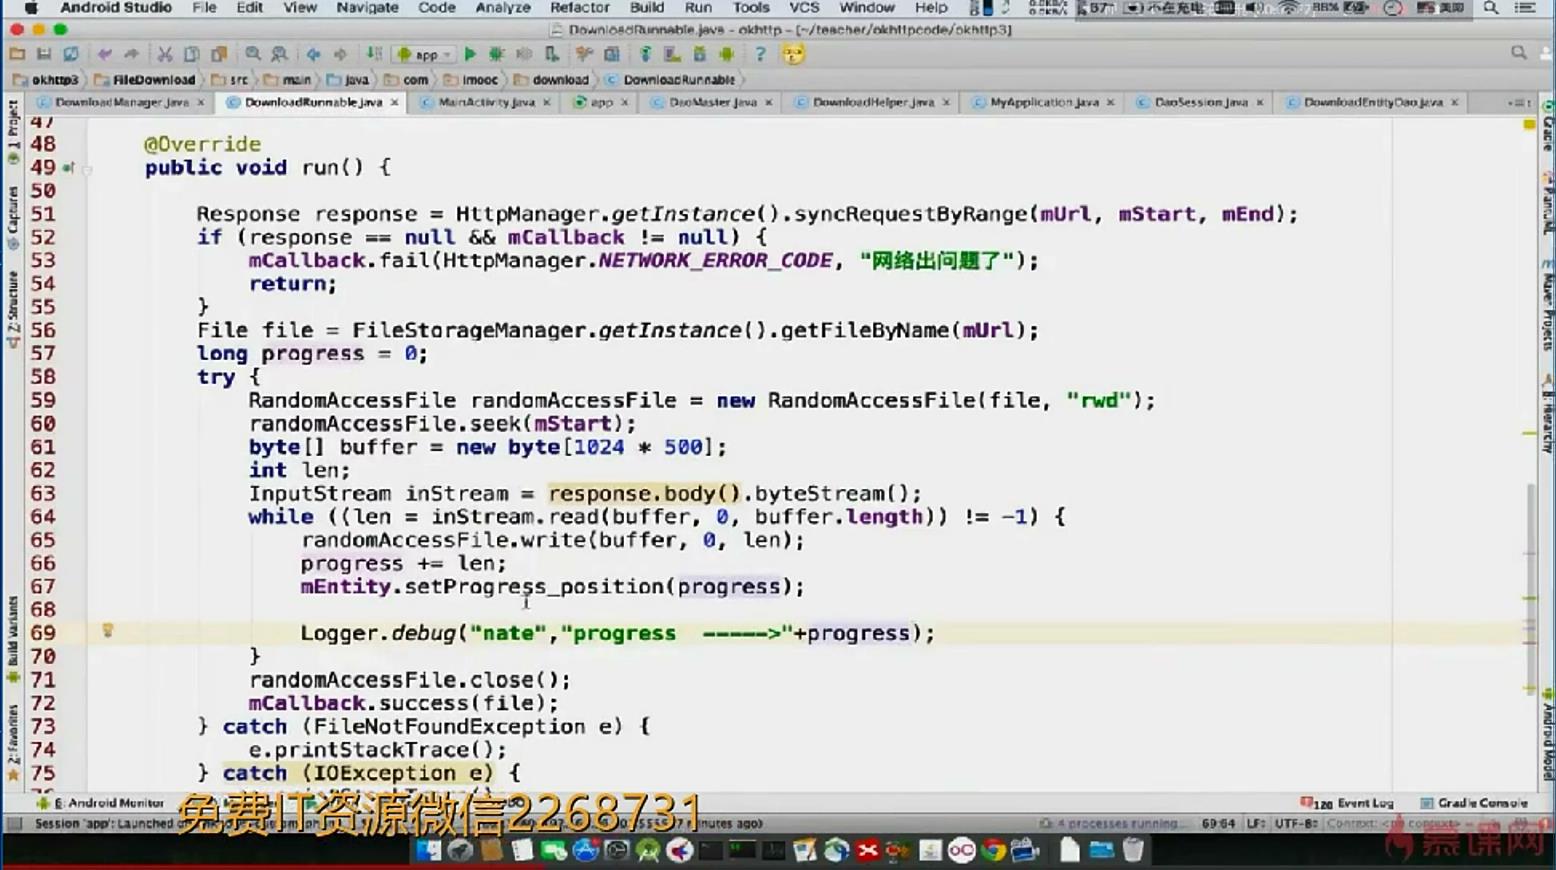 Android Studio File Edit View Navigate Code Analyze Refactor Build Run Tools VCS Window Help
DownloadRunnable.java - okhttp - [~/teacher/okhttpcode/okhttp3]
app
okhttp3 FileDownload src main java com imooc download DownloadRunnable
DownloadManager.java DownloadRunnable.java MainActivity.java app DaoMaster.java DownloadHelper.java MyApplication.java DaoSession.java DownloadEntityDao.java
47
48 @Override
49 public void run() {
50
51 Response response = HttpManager.getInstance().syncRequestByRange(mUrl, mStart, mEnd);
52 if (response == null && mCallback != null) {
53 mCallback.fail(HttpManager.NETWORK_ERROR_CODE, "网络出问题了");
54 return;
55 }
56 File file = FileStorageManager.getInstance().getFileByName(mUrl);
57 long progress = 0;
58 try {
59 RandomAccessFile randomAccessFile = new RandomAccessFile(file, "rwd");
60 randomAccessFile.seek(mStart);
61 byte[] buffer = new byte[1024 * 500];
62 int len;
63 InputStream inStream = response.body().byteStream();
64 while ((len = inStream.read(buffer, 0, buffer.length)) != -1) {
65 randomAccessFile.write(buffer, 0, len);
66 progress += len;
67 mEntity.setProgress_position(progress);
68
69 Logger.debug("nate","progress ----->"+progress);
70 }
71 randomAccessFile.close();
72 mCallback.success(file);
73 } catch (FileNotFoundException e) {
74 e.printStackTrace();
75 } catch (IOException e) {
1: Project
Captures
Z: Structure
Build Variants
2: Favorites
Gradle
PlantUML
Maven Projects
Hierarchy
Android Model
6: Android Monitor
Event Log Gradle Console
免费IT资源微信2268731
Session 'app': Launched on
minutes ago)
4 processes running...
69:64 LF: UTF-8: Context: <no context>
慕课网